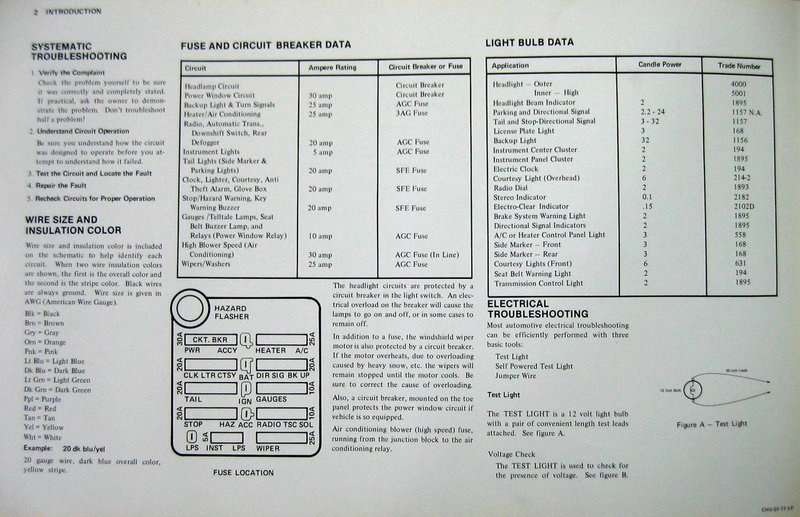 2 INTRODUCTION
SYSTEMATIC
TROUBLESHOOTING
1. Verify the Complaint
Check the problem yourself to be sure
it was correctly and completely stated.
If practical, ask the owner to demon-
strate the problem. Don't troubleshoot
half a problem!
2. Understand Circuit Operation
Be sure you understand how the circuit
was designed to operate before you at-
tempt to understand how it failed.
3. Test the Circuit and Locate the Fault
4. Repair the Fault
5. Recheck Circuits for Proper Operation
WIRE SIZE AND
INSULATION COLOR
Wire size and insulation color is included
on the schematic to help identify each
circuit. When two wire insulation colors
are shown, the first is the overall color and
the second is the stripe color. Black wires
are always ground. Wire size is given in
AWG (American Wire Gauge).
Blk = Black
Brn = Brown
Gry = Gray
Orn = Orange
Pnk = Pink
Lt Blu = Light Blue
Dk Blu = Dark Blue
Lt Grn = Light Green
Dk Grn = Dark Green
Ppl = Purple
Red = Red
Tan = Tan
Yel = Yellow
Wht = White
Example: 20 dk blu/yel
20 gauge wire, dark blue overall color,
yellow stripe.
FUSE AND CIRCUIT BREAKER DATA
Circuit Ampere Rating Circuit Breaker or Fuse
Headlamp Circuit Circuit Breaker
Power Window Circuit 30 amp Circuit Breaker
Backup Light & Turn Signals 25 amp AGC Fuse
Heater/Air Conditioning 25 amp 3AG Fuse
Radio, Automatic Trans.,
Downshift Switch, Rear
Defogger 20 amp AGC Fuse
Instrument Lights 5 amp AGC Fuse
Tail Lights (Side Marker &
Parking Lights) 20 amp SFE Fuse
Clock, Lighter, Courtesy, Anti
Theft Alarm, Glove Box 20 amp SFE Fuse
Stop/Hazard Warning, Key
Warning Buzzer 20 amp SFE Fuse
Gauges /Telltale Lamps, Seat
Belt Buzzer Lamp, and
Relays (Power Window Relay) 10 amp AGC Fuse
High Blower Speed (Air
Conditioning) 30 amp AGC Fuse (In Line)
Wipers/Washers 25 amp AGC Fuse
HAZARD
FLASHER
30A CKT. BKR 25A
PWR ACCY HEATER A/C
20A 20A
CLK LTR CTSY BAT DIR SIG BK UP
20A 10A
TAIL IGN GAUGES
20A 10A
STOP HAZ ACC RADIO TSC SOL
5A 25A
LPS INST LPS WIPER
FUSE LOCATION
The headlight circuits are protected by a
circuit breaker in the light switch. An elec-
trical overload on the breaker will cause the
lamps to go on and off, or in some cases to
remain off.
In addition to a fuse, the windshield wiper
motor is also protected by a circuit breaker.
If the motor overheats, due to overloading
caused by heavy snow, etc. the wipers will
remain stopped until the motor cools. Be
sure to correct the cause of overloading.
Also, a circuit breaker, mounted on the toe
panel protects the power window circuit if
vehicle is so equipped.
Air conditioning blower (high speed) fuse,
running from the junction block to the air
conditioning relay.
LIGHT BULB DATA
Application Candle Power Trade Number
Headlight — Outer 4000
Inner — High 5001
Headlight Beam Indicator 2 1895
Parking and Directional Signal 2.2 - 24 1157 N.A.
Tail and Stop-Directional Signal 3 - 32 1157
License Plate Light 3 168
Backup Light 32 1156
Instrument Center Cluster 2 194
Instrument Panel Cluster 2 1895
Electric Clock 2 194
Courtesy Light (Overhead) 6 214-2
Radio Dial 2 1893
Stereo Indicator 0.1 2182
Electro-Clear Indicator .15 2102D
Brake System Warning Light 2 1895
Directional Signal Indicators 2 1895
A/C or Heater Control Panel Light 3 558
Side Marker — Front 3 168
Side Marker — Rear 3 168
Courtesy Lights (Front) 6 631
Seat Belt Warning Light 2 194
Transmission Control Light 2 1895
ELECTRICAL
TROUBLESHOOTING
Most automotive electrical troubleshooting
can be efficiently performed with three
basic tools:
Test Light
Self Powered Test Light
Jumper Wire
Test Light
The TEST LIGHT is a 12 volt light bulb
with a pair of convenient length test leads
attached. See figure A.
Voltage Check
The TEST LIGHT is used to check for
the presence of voltage. See figure B.
12 Volt Bulb
Figure A — Test Light